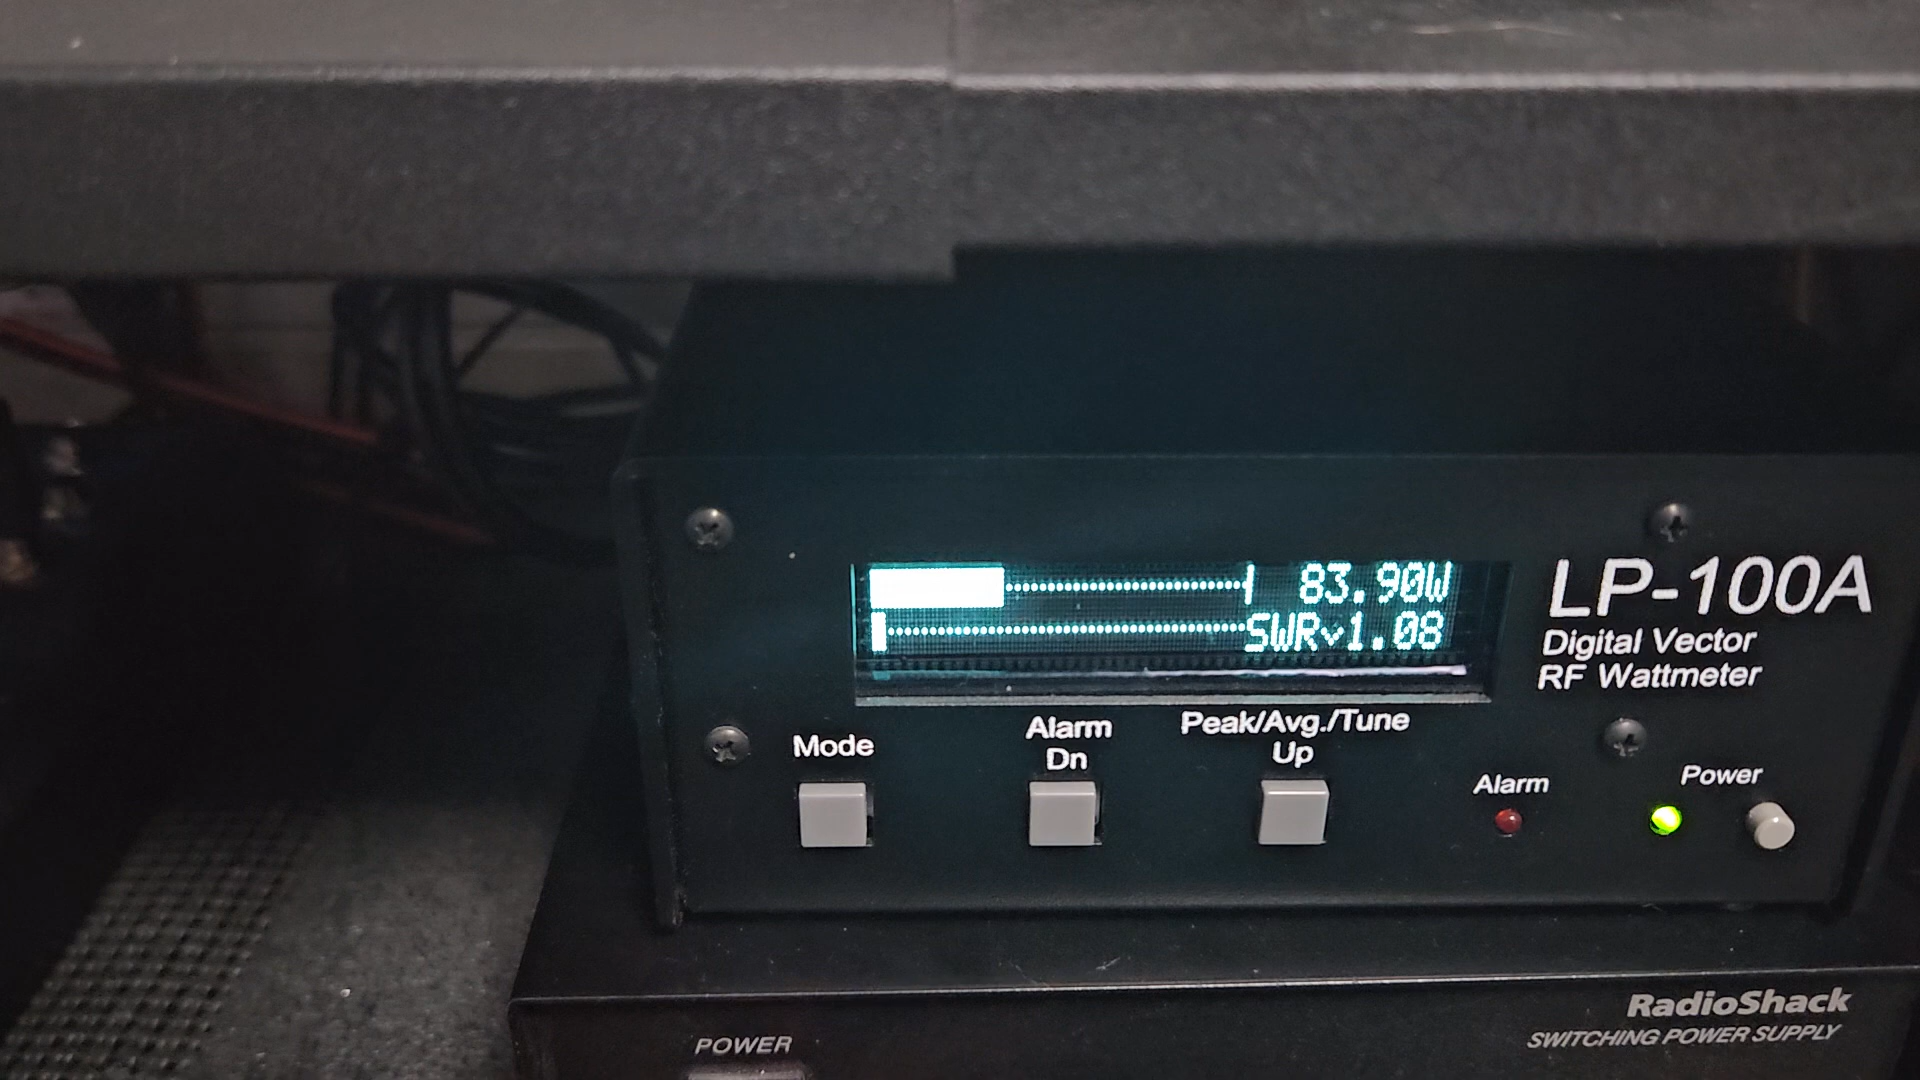 83.90W
SWR˅1.08
LP-100A
Digital Vector
RF Wattmeter
Mode
Alarm
Dn
Peak/Avg./Tune
Up
Alarm
Power
RadioShack
SWITCHING POWER SUPPLY
POWER